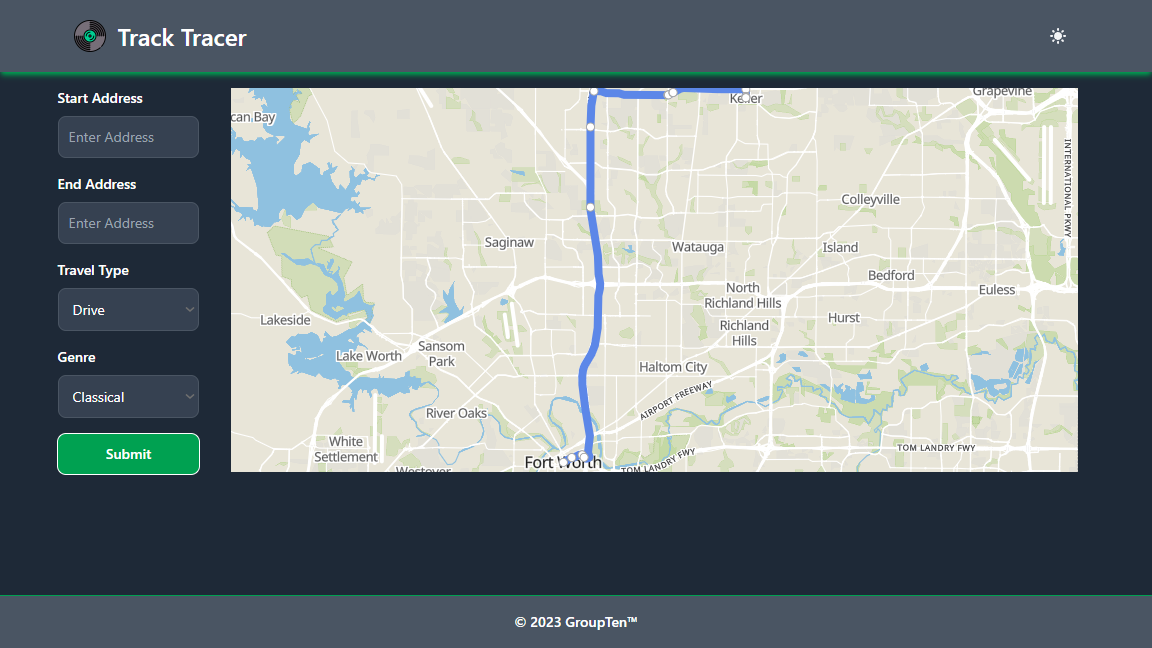 Track Tracer
Start Address
Enter Address
End Address
Enter Address
Travel Type
Drive
Genre
Classical
Submit
can Bay
Keller
Grapevine
INTERNATIONAL PKWY
Colleyville
Saginaw
Watauga
Island
Bedford
North
Richland Hills
Euless
Lakeside
Richland
Hills
Hurst
Sansom
Park
Lake Worth
Haltom City
AIRPORT FREEWAY
River Oaks
White
Settlement
TOM LANDRY FWY
Fort Worth
TOM LANDRY FWY
Westover
© 2023 GroupTen™